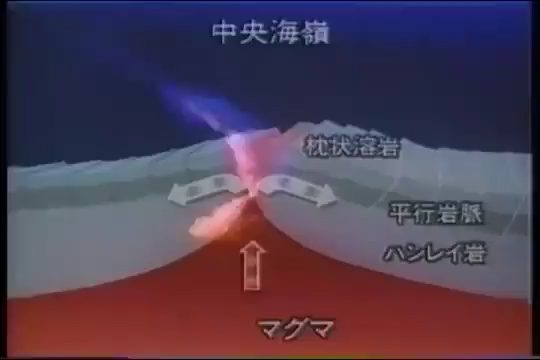 中央海嶺
枕状溶岩
平行岩脈
ハンレイ岩
マグマ